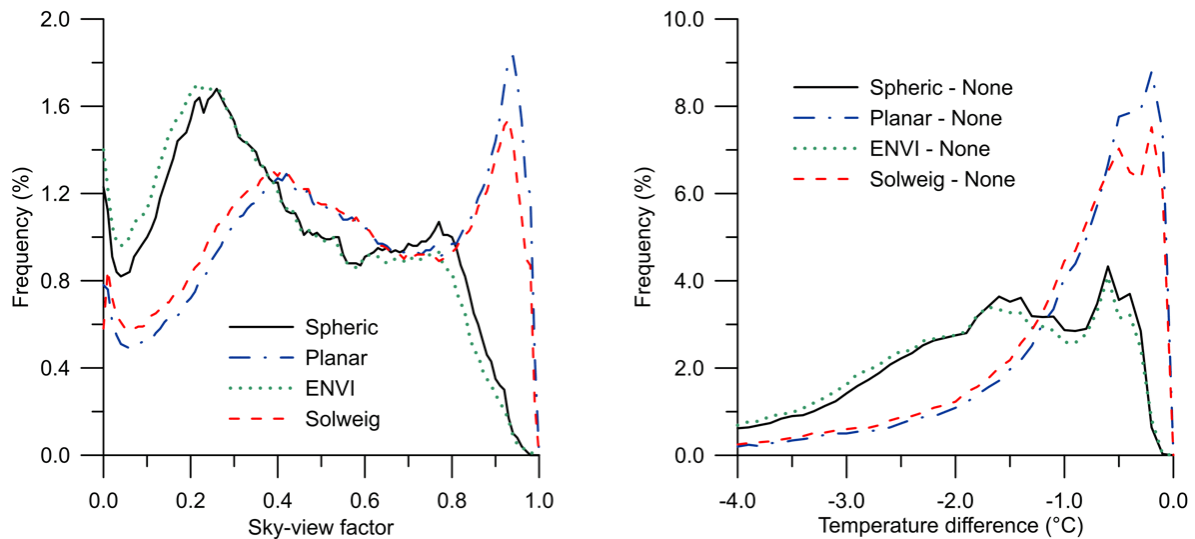 2.0
1.6
1.2
0.8
0.4
0.0
Frequency (%)
Spheric
Planar
ENVI
Solweig
0.0 0.2 0.4 0.6 0.8 1.0
Sky-view factor
10.0
8.0
6.0
4.0
2.0
0.0
Frequency (%)
Spheric - None
Planar - None
ENVI - None
Solweig - None
-4.0 -3.0 -2.0 -1.0 0.0
Temperature difference (°C)